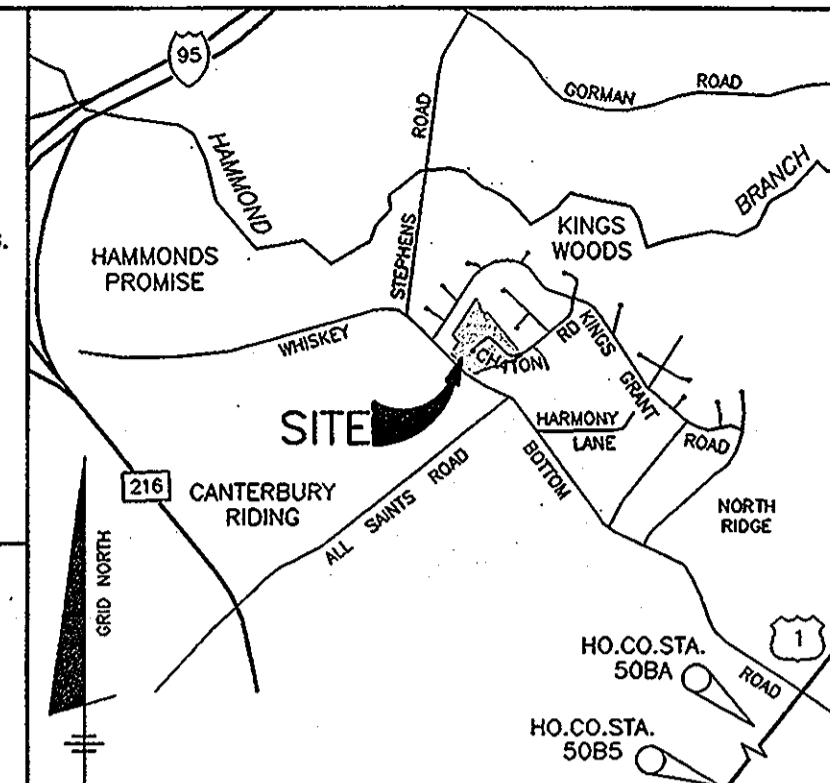 95
GORMAN ROAD
ROAD
HAMMOND
BRANCH
KINGS
WOODS
HAMMONDS
PROMISE
STEPHENS
WHISKEY
RD
KINGS
CHATONI
GRANT
SITE
HARMONY
LANE
ROAD
BOTTOM
216
CANTERBURY
RIDING
ALL SAINTS ROAD
NORTH
RIDGE
GRID NORTH
1
HO.CO.STA.
50BA
ROAD
HO.CO.STA.
50B5